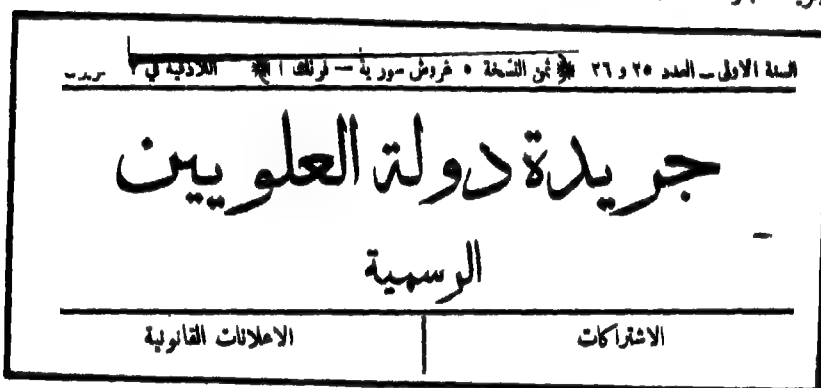 السنة الاولى ــ العدد ٢٥ و ٢٦ ثمن النسخة ٥ غروش سورية — فرنك ١ اللاذقية في
جريدة دولة العلويين
الرسمية
الاشتراكات
الاعلانات القانونية